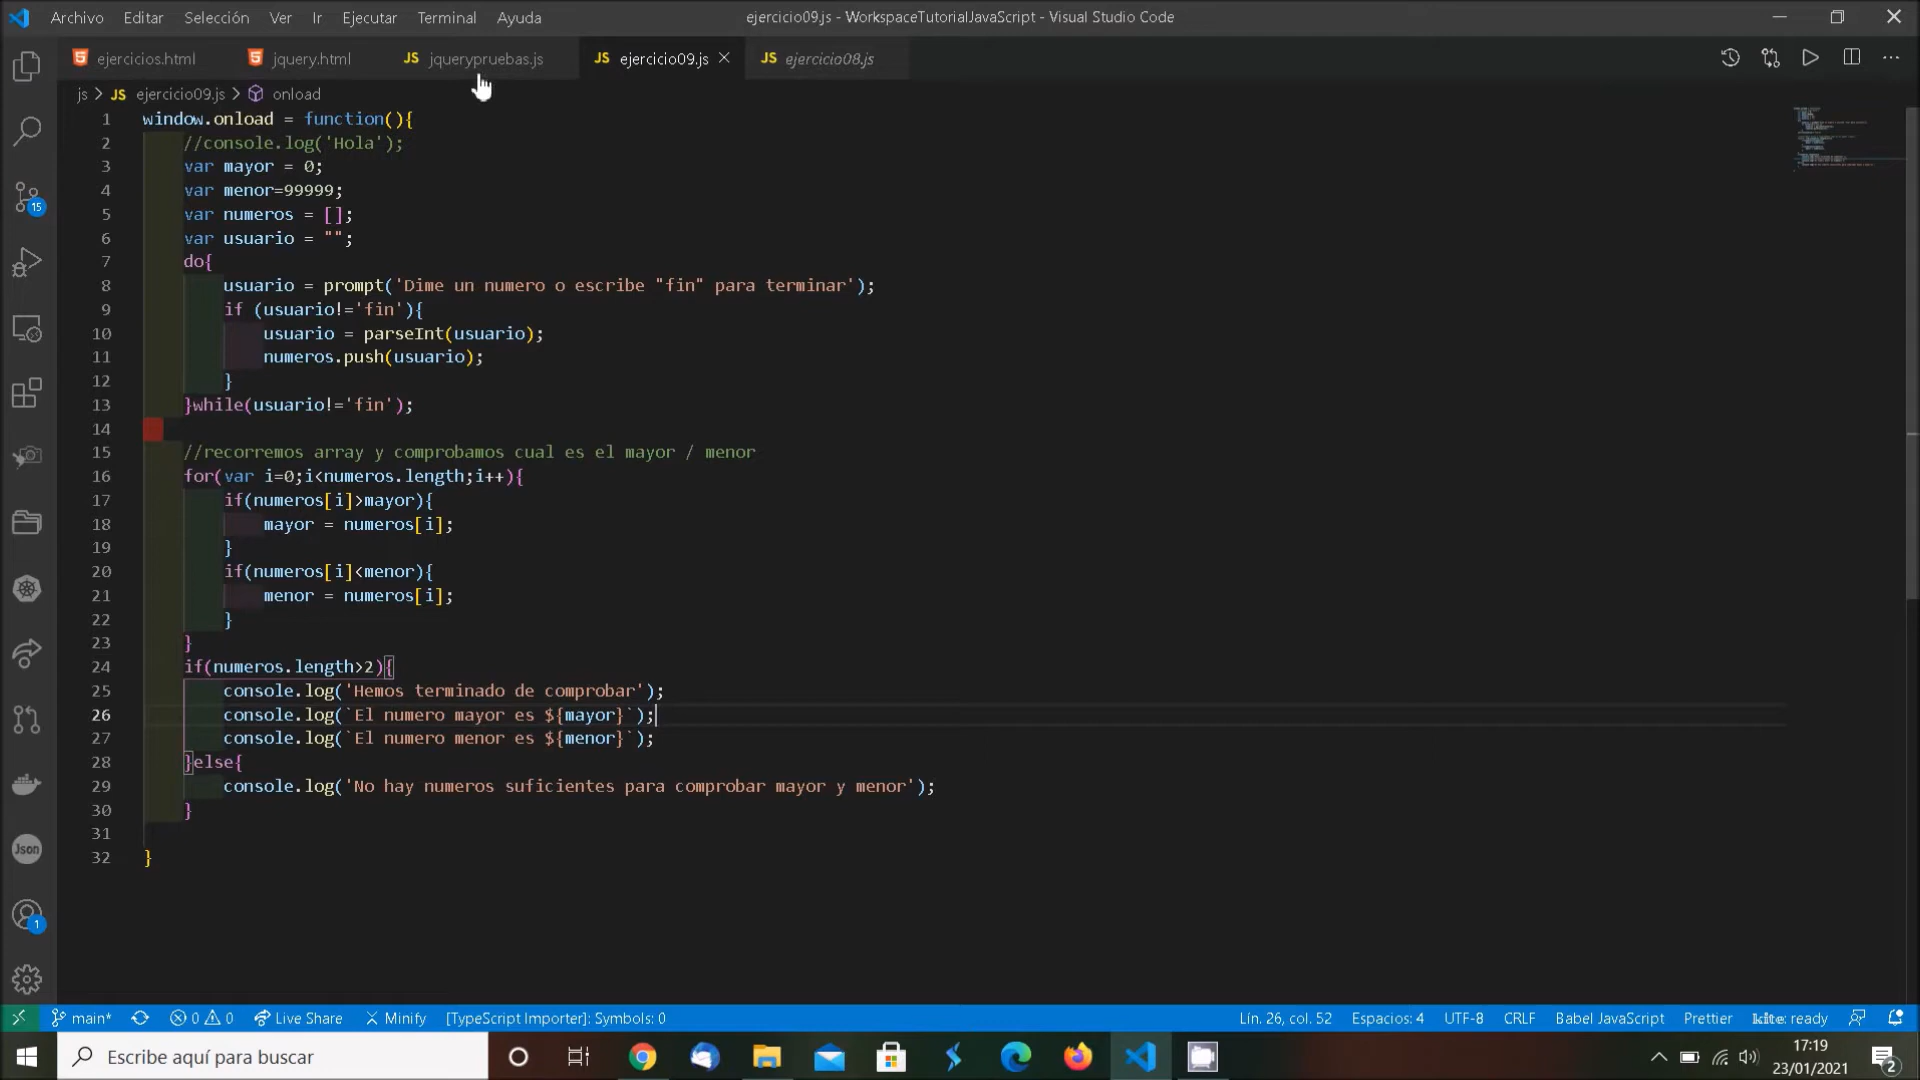 Archivo Editar Selección Ver Ir Ejecutar Terminal Ayuda ejercicio09.js - WorkspaceTutorialJavaScript - Visual Studio Code
ejercicios.html jquery.html JS jquerypruebas.js JS ejercicio09.js JS ejercicio08.js
js > JS ejercicio09.js > onload
1 window.onload = function(){
2 //console.log('Hola');
3 var mayor = 0;
4 var menor=99999;
5 var numeros = [];
6 var usuario = "";
7 do{
8 usuario = prompt('Dime un numero o escribe "fin" para terminar');
9 if (usuario!='fin'){
10 usuario = parseInt(usuario);
11 numeros.push(usuario);
12 }
13 }while(usuario!='fin');
14
15 //recorremos array y comprobamos cual es el mayor / menor
16 for(var i=0;i<numeros.length;i++){
17 if(numeros[i]>mayor){
18 mayor = numeros[i];
19 }
20 if(numeros[i]<menor){
21 menor = numeros[i];
22 }
23 }
24 if(numeros.length>2){
25 console.log('Hemos terminado de comprobar');
26 console.log(`El numero mayor es ${mayor}`);
27 console.log(`El numero menor es ${menor}`);
28 }else{
29 console.log('No hay numeros suficientes para comprobar mayor y menor');
30 }
31
32 }
15
Json
1
main* 0 0 Live Share Minify [TypeScript Importer]: Symbols: 0 Lín. 26, col. 52 Espacios: 4 UTF-8 CRLF Babel JavaScript Prettier kite: ready
Escribe aquí para buscar
17:19
23/01/2021
2